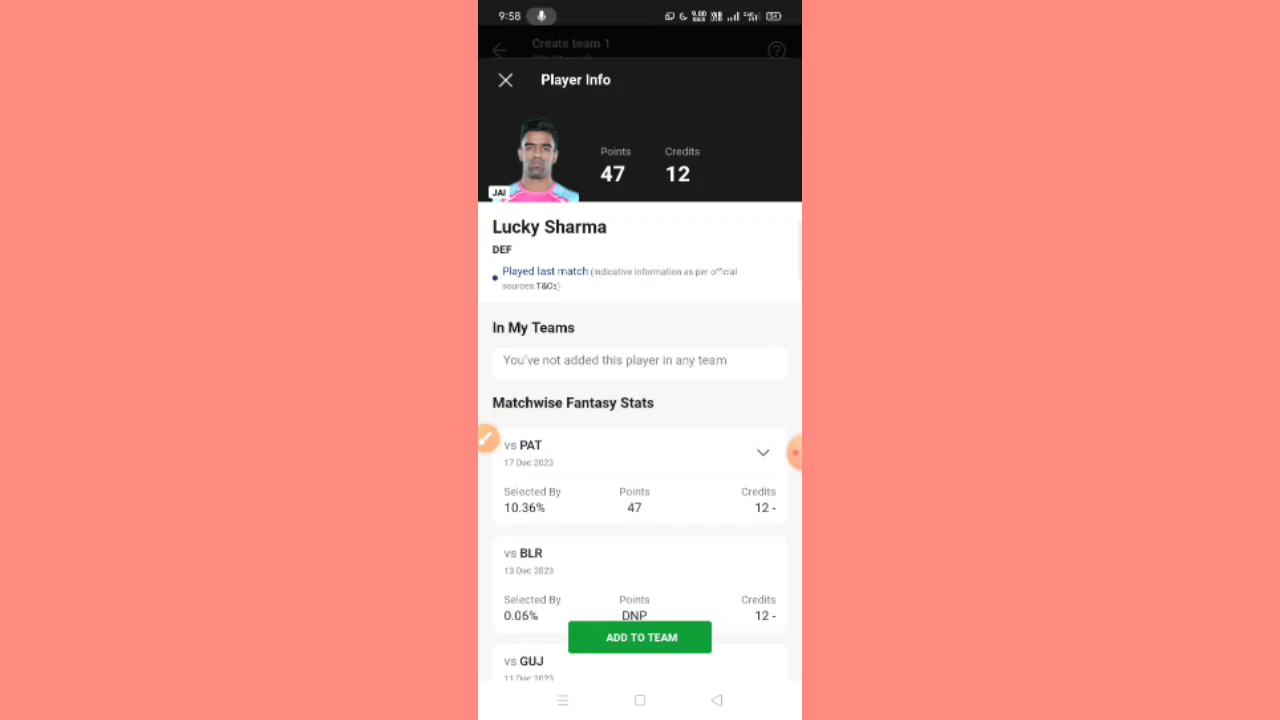 9:58
Create team 1
Player Info
Points
Credits
47
12
JAI
Lucky Sharma
DEF
Played last match (Indicative information as per official
sources.T&Cs)
In My Teams
You've not added this player in any team
Matchwise Fantasy Stats
vs PAT
17 Dec 2023
Selected By
Points
Credits
10.36%
47
12 -
vs BLR
13 Dec 2023
Selected By
Points
Credits
0.06%
DNP
12 -
ADD TO TEAM
vs GUJ
11 Dec 2023